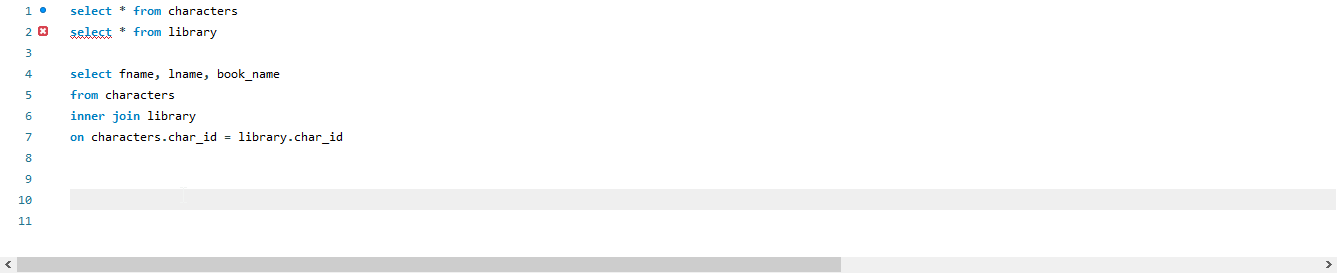 1 select * from characters
2 select * from library
3
4 select fname, lname, book_name
5 from characters
6 inner join library
7 on characters.char_id = library.char_id
8
9
10
11